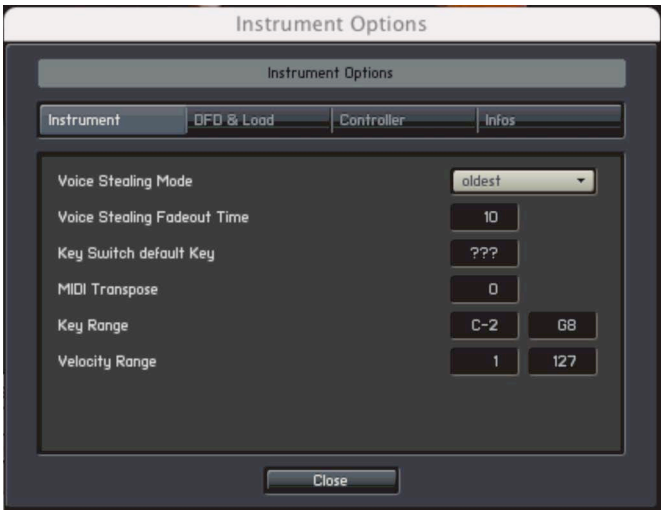 Instrument Options
Instrument Options
Instrument DFD & Load Controller Infos
Voice Stealing Mode oldest
Voice Stealing Fadeout Time 10
Key Switch default Key ???
MIDI Transpose 0
Key Range C-2 G8
Velocity Range 1 127
Close